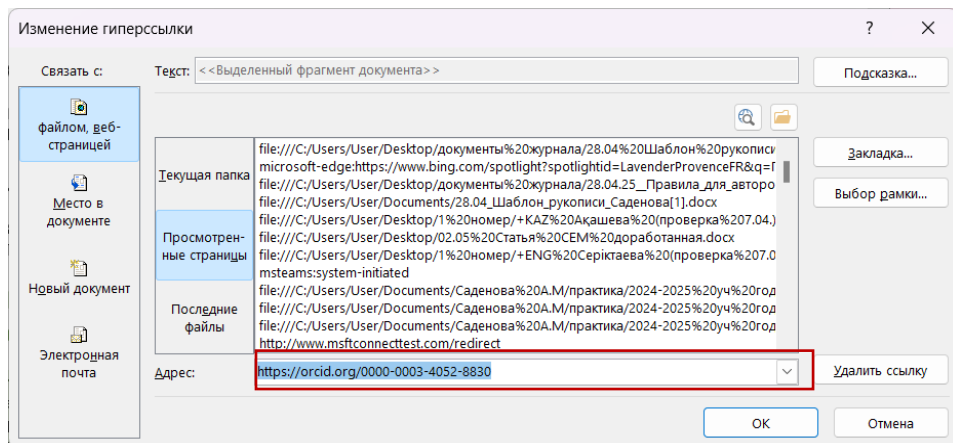 Изменение гиперссылки
?
Связать с:
Текст: <<Выделенный фрагмент документа>>
Подсказка...
файлом, веб-
страницей
Место в
документе
Новый документ
Электронная
почта
Текущая папка
Просмотрен-
ные страницы
Последние
файлы
file:///C:/Users/User/Desktop/документы%20журнала/28.04%20Шаблон%20рукописи
microsoft-edge:https://www.bing.com/spotlight?spotlightid=LavenderProvenceFR&q=
file:///C:/Users/User/Desktop/документы%20журнала/28.04.25__Правила_для_авторо
file:///C:/Users/User/Documents/28.04_Шаблон_рукописи_Саденова[1].docx
file:///C:/Users/User/Desktop/1%20номер/+KAZ%20Ақашева%20(проверка%207.04.)
file:///C:/Users/User/Desktop/02.05%20Статья%20СЕМ%20доработанная.docx
file:///C:/Users/User/Desktop/1%20номер/+ENG%20Серіктаева%20(проверка%207.0
msteams:system-initiated
file:///C:/Users/User/Documents/Саденова%20А.М/практика/2024-2025%20уч%20год
file:///C:/Users/User/Documents/Саденова%20А.М/практика/2024-2025%20уч%20год
file:///C:/Users/User/Documents/Саденова%20А.М/практика/2024-2025%20уч%20год
http://www.msftconnecttest.com/redirect
Закладка...
Выбор рамки...
Адрес: https://orcid.org/0000-0003-4052-8830
Удалить ссылку
ОК
Отмена